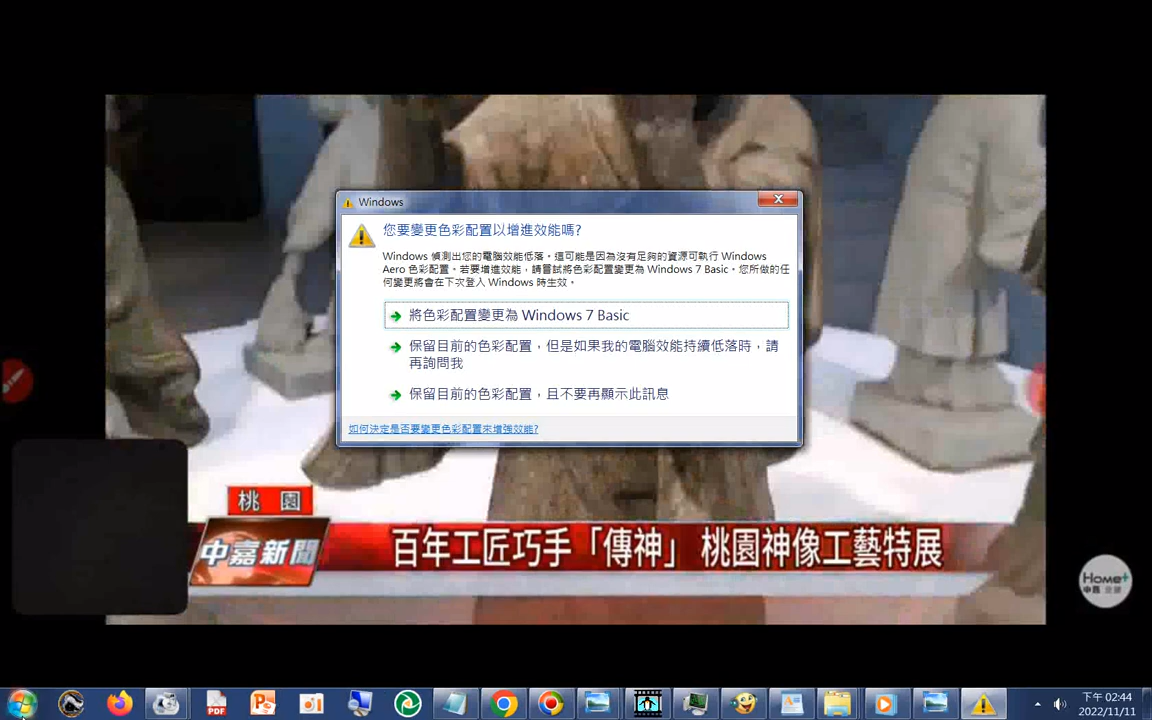 Windows
您要變更色彩配置以增進效能嗎?
Windows 偵測出您的電腦效能低落。這可能是因為沒有足夠的資源可執行 Windows
Aero 色彩配置。若要增進效能，請嘗試將色彩配置變更為 Windows 7 Basic。您所做的任
何變更將會在下次登入 Windows 時生效。
將色彩配置變更為 Windows 7 Basic
保留目前的色彩配置，但是如果我的電腦效能持續低落時，請
再詢問我
保留目前的色彩配置，且不要再顯示此訊息
如何決定是否要變更色彩配置來增強效能?
桃園
中嘉新聞
百年工匠巧手「傳神」 桃園神像工藝特展
Home+
中嘉
PDF
下午 02:44
2022/11/11